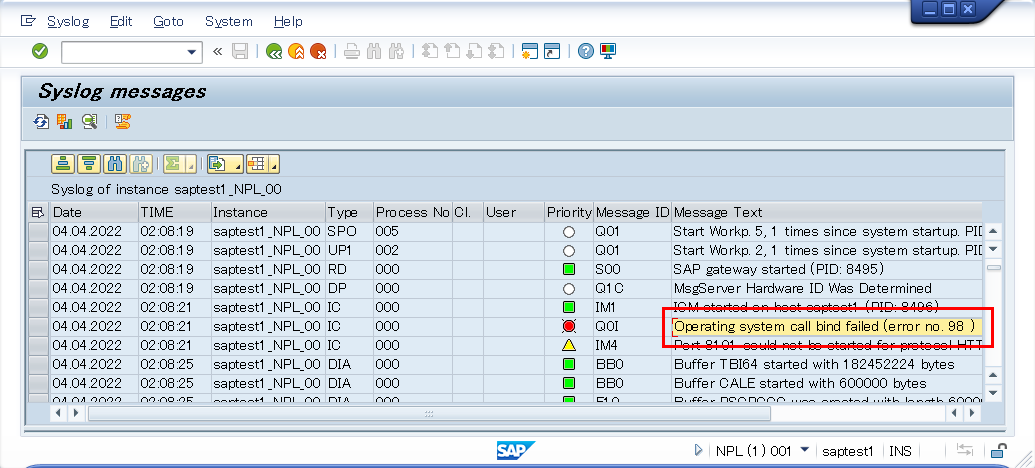 Syslog Edit Goto System Help
Syslog messages
Syslog of instance saptest1_NPL_00
Date TIME Instance Type Process No Cl. User Priority Message ID Message Text
04.04.2022 02:08:19 saptest1_NPL_00 SPO 005 Q01 Start Workp. 5, 1 times since system startup. PID
04.04.2022 02:08:19 saptest1_NPL_00 UP1 002 Q01 Start Workp. 2, 1 times since system startup. PID
04.04.2022 02:08:19 saptest1_NPL_00 RD 000 S00 SAP gateway started (PID: 8495)
04.04.2022 02:08:19 saptest1_NPL_00 DP 000 Q1C MsgServer Hardware ID Was Determined
04.04.2022 02:08:21 saptest1_NPL_00 IC 000 IM1 ICM started on host saptest1 (PID: 8496)
04.04.2022 02:08:21 saptest1_NPL_00 IC 000 Q0I Operating system call bind failed (error no. 98 )
04.04.2022 02:08:21 saptest1_NPL_00 IC 000 IM4 Port 8101 could not be started for protocol HTT
04.04.2022 02:08:25 saptest1_NPL_00 DIA 000 BB0 Buffer TBI64 started with 182452224 bytes
04.04.2022 02:08:25 saptest1_NPL_00 DIA 000 BB0 Buffer CALE started with 600000 bytes
04.04.2022 02:08:25 saptest1_NPL_00 DIA 000 Buffer was created with length
SAP NPL (1) 001 saptest1 INS